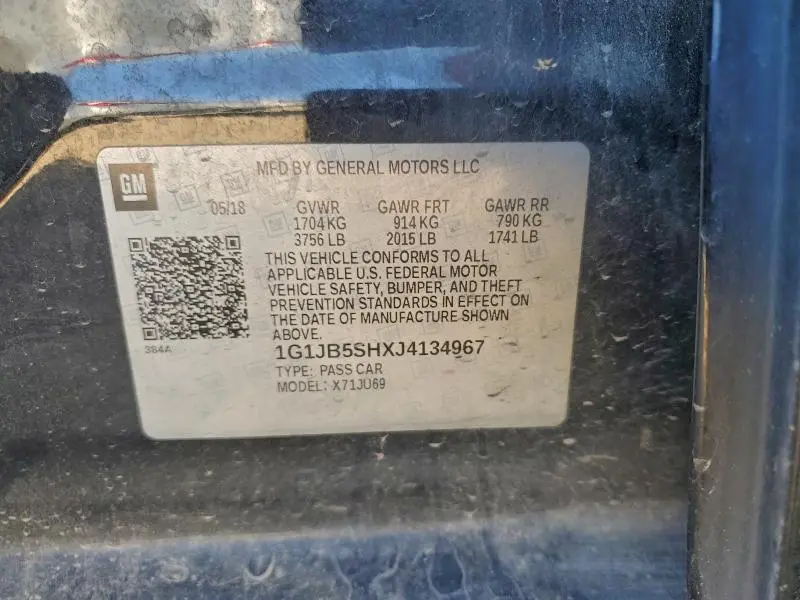 GM
MFD BY GENERAL MOTORS LLC
05/18 GVWR GAWR FRT GAWR RR
1704 KG 914 KG 790 KG
3756 LB 2015 LB 1741 LB
THIS VEHICLE CONFORMS TO ALL
APPLICABLE U.S. FEDERAL MOTOR
VEHICLE SAFETY, BUMPER, AND THEFT
PREVENTION STANDARDS IN EFFECT ON
THE DATE OF MANUFACTURE SHOWN
ABOVE.
384A
1G1JB5SHXJ4134967
TYPE: PASS CAR
MODEL: X71JU69